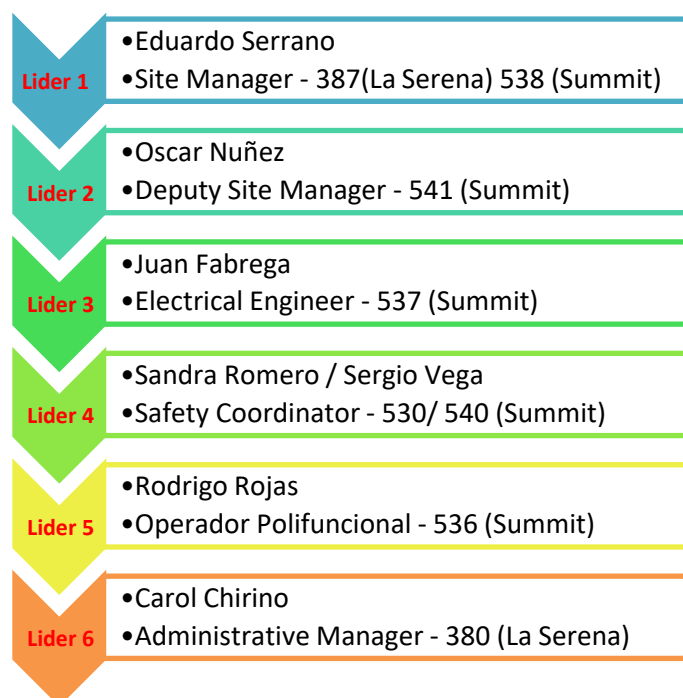 Lider 1
•Eduardo Serrano
•Site Manager - 387(La Serena) 538 (Summit)
Lider 2
•Oscar Nuñez
•Deputy Site Manager - 541 (Summit)
Lider 3
•Juan Fabrega
•Electrical Engineer - 537 (Summit)
Lider 4
•Sandra Romero / Sergio Vega
•Safety Coordinator - 530/ 540 (Summit)
Lider 5
•Rodrigo Rojas
•Operador Polifuncional - 536 (Summit)
Lider 6
•Carol Chirino
•Administrative Manager - 380 (La Serena)